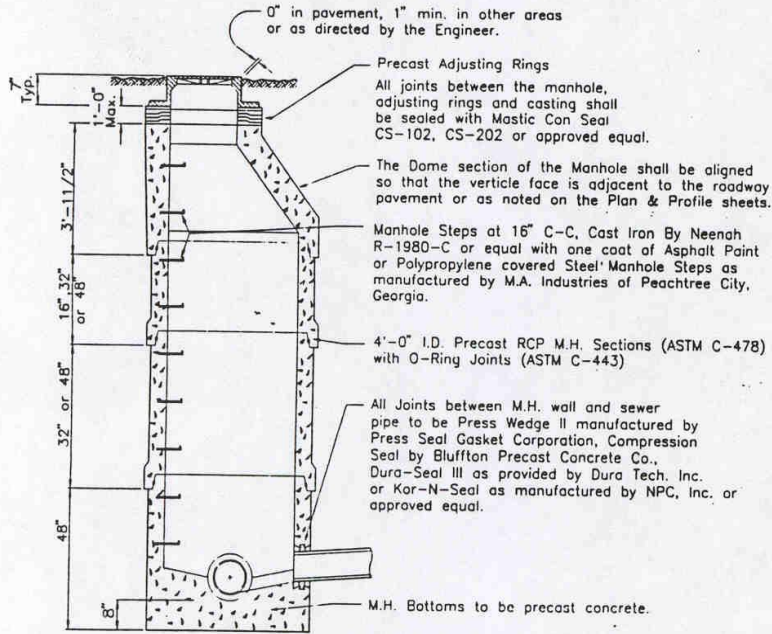 0" in pavement, 1" min. in other areas
or as directed by the Engineer.
Precast Adjusting Rings
All joints between the manhole,
adjusting rings and casting shall
be sealed with Mastic Con Seal
CS-102, CS-202 or approved equal.
The Dome section of the Manhole shall be aligned
so that the verticle face is adjacent to the roadway
pavement or as noted on the Plan & Profile sheets.
Manhole Steps at 16" C-C, Cast Iron By Neenah
R-1980-C or equal with one coat of Asphalt Paint
or Polypropylene covered Steel Manhole Steps as
manufactured by M.A. Industries of Peachtree City,
Georgia.
4'-0" I.D. Precast RCP M.H. Sections (ASTM C-478)
with O-Ring Joints (ASTM C-443)
All Joints between M.H. wall and sewer
pipe to be Press Wedge II manufactured by
Press Seal Gasket Corporation, Compression
Seal by Bluffton Precast Concrete Co.,
Dura-Seal III as provided by Dura Tech. Inc.
or Kor-N-Seal as manufactured by NPC, Inc. or
approved equal.
M.H. Bottoms to be precast concrete.
7"
Typ.
1'-0"
Max.
3'-11/2"
16" 32"
or 48"
32" or 48"
48"
8"